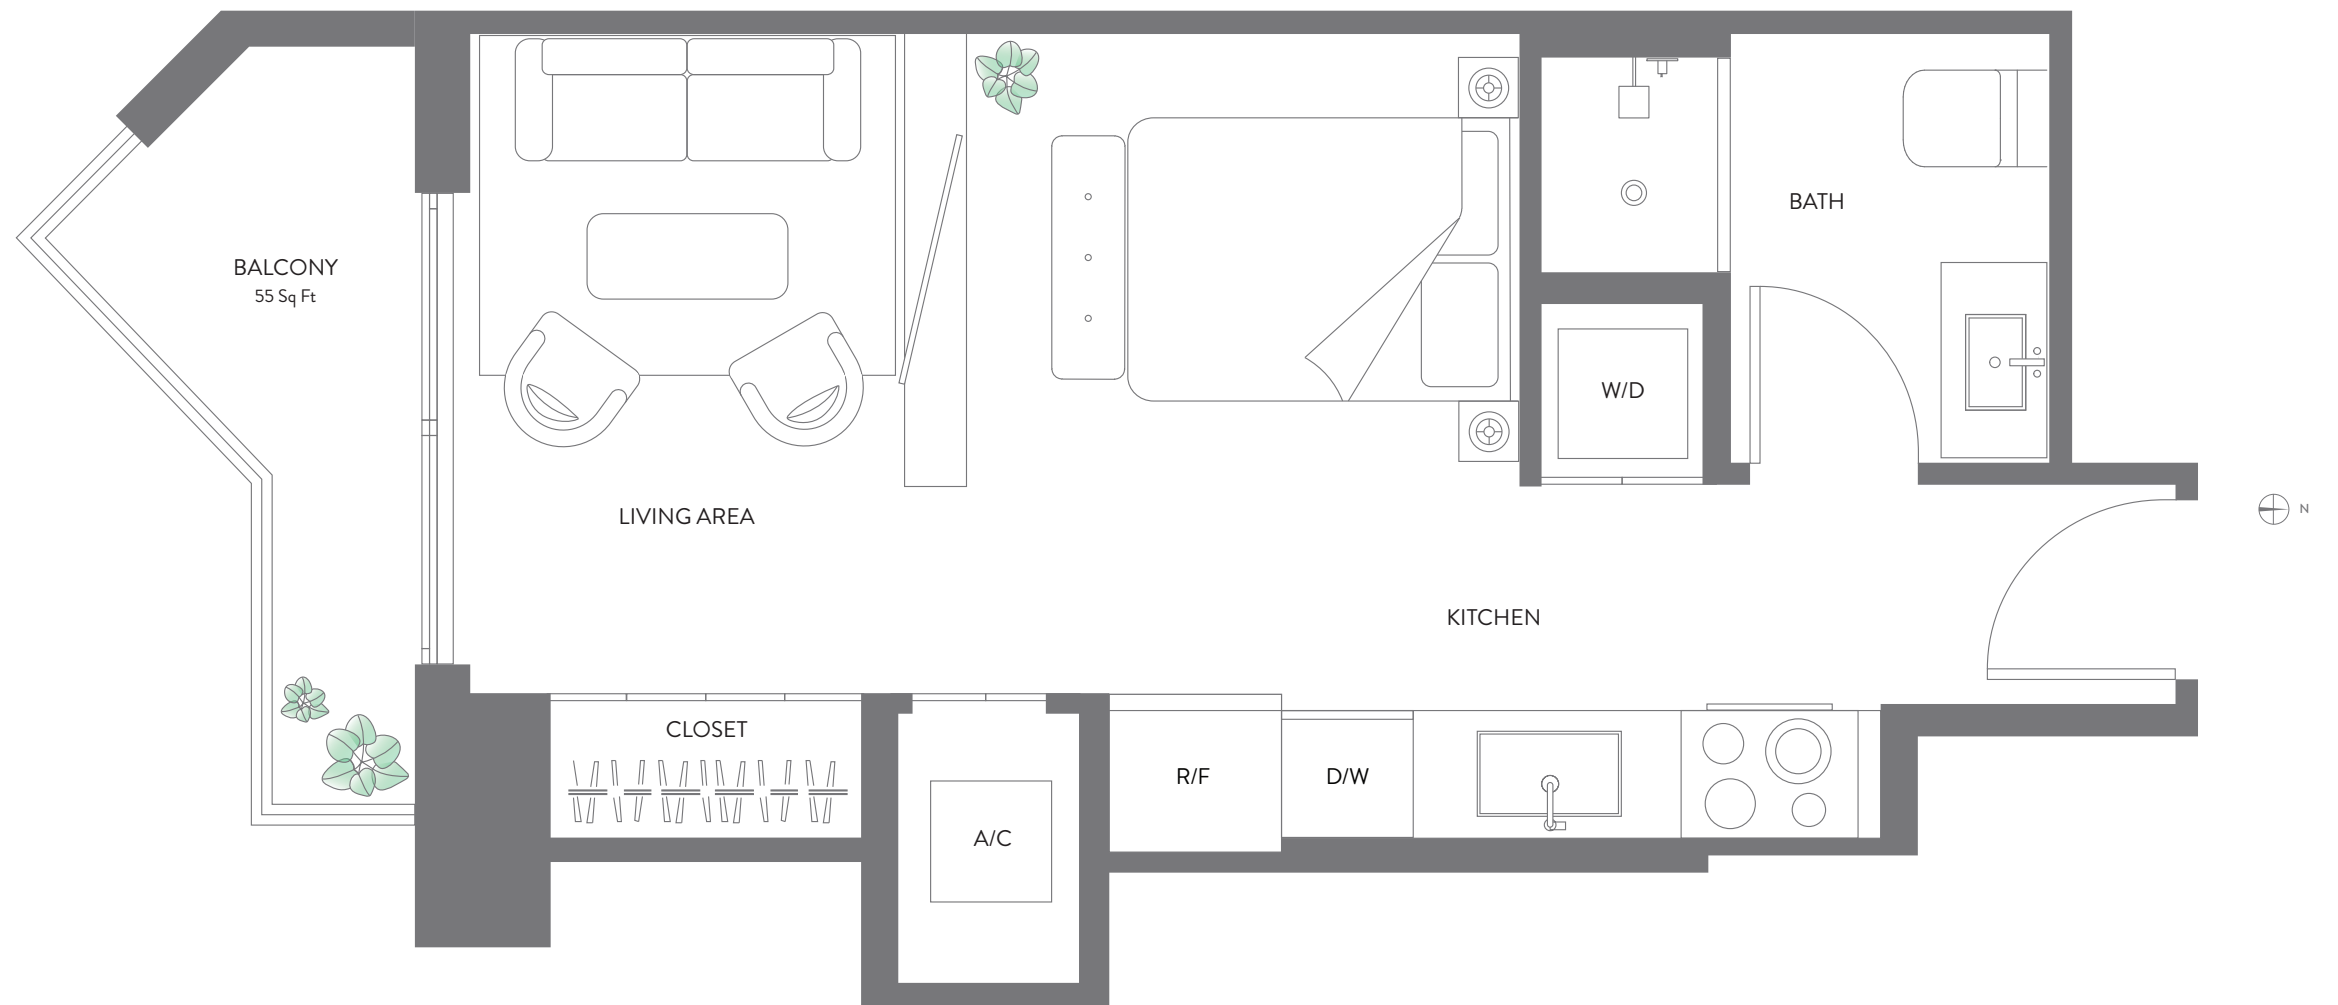 BATH
BALCONY
55 Sq Ft
W/D
LIVING AREA
N
KITCHEN
CLOSET
R/F
D/W
A/C